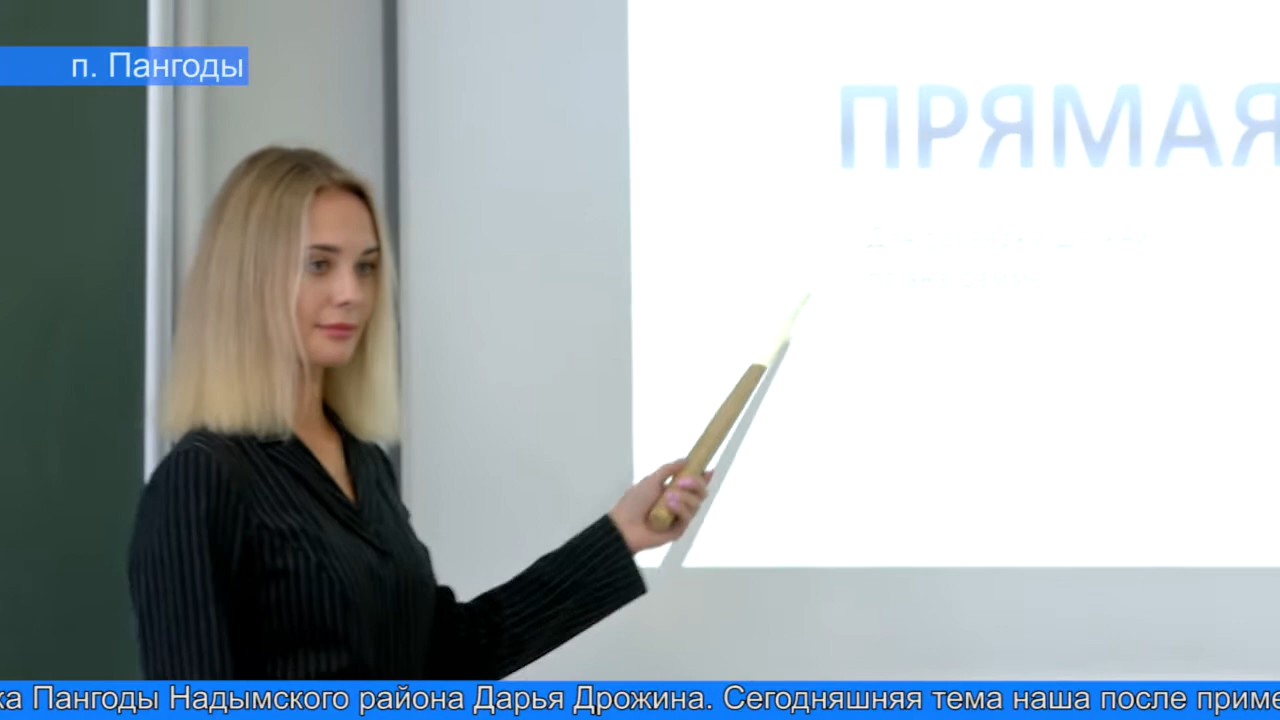 п. Пангоды
ПРЯМАЯ
ка Пангоды Надымского района Дарья Дрожина. Сегодняшняя тема наша после приме